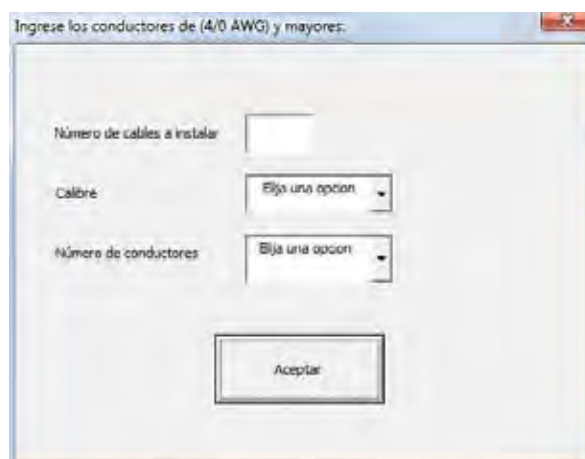 Ingrese los conductores de (4/0 AWG) y mayores:
Número de cables a instalar
Calibre
Elija una opcion
Número de conductores
Elija una opcion
Aceptar